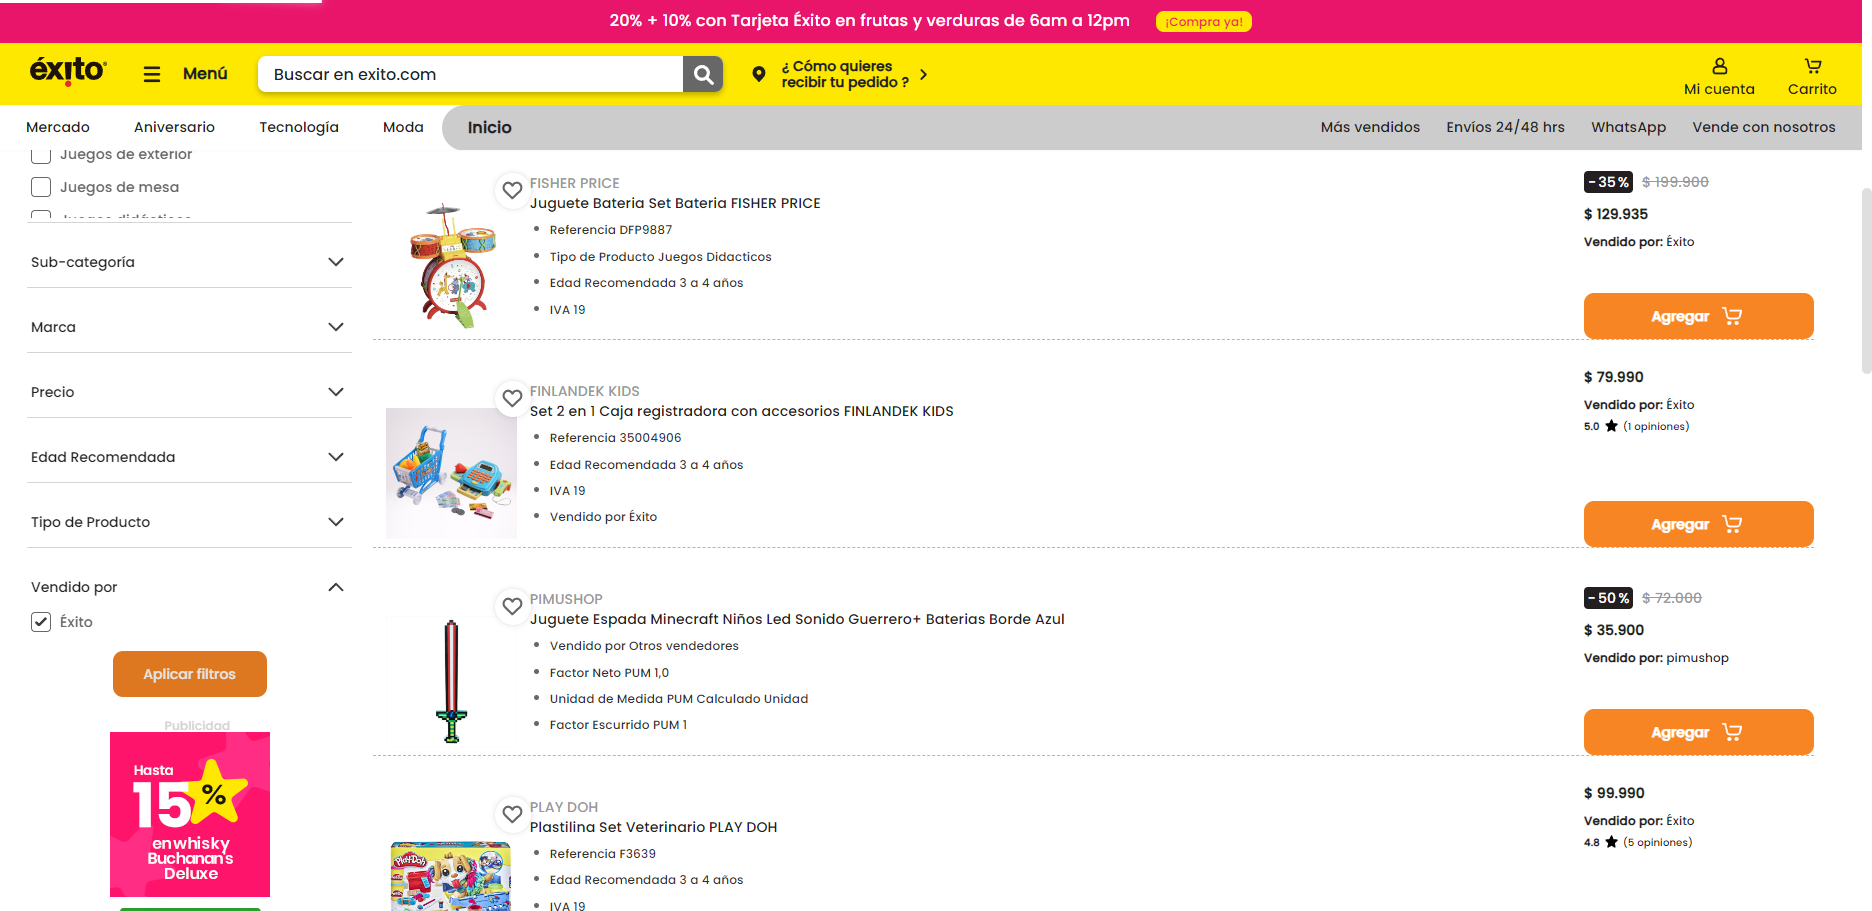 20% + 10% con Tarjeta Éxito en frutas y verduras de 6am a 12pm
¡Compra ya!
éxito
Menú
Buscar en exito.com
¿ Cómo quieres
recibir tu pedido ?
Mi cuenta
Carrito
Mercado
Aniversario
Tecnología
Moda
Inicio
Más vendidos
Envíos 24/48 hrs
WhatsApp
Vende con nosotros
Juegos de exterior
Juegos de mesa
Juegos didácticos
Sub-categoría
Marca
Precio
Edad Recomendada
Tipo de Producto
Vendido por
Éxito
Aplicar filtros
Publicidad
Hasta
15%
en whisky
Buchanan's
Deluxe
FISHER PRICE
Juguete Bateria Set Bateria FISHER PRICE
Referencia DFP9887
Tipo de Producto Juegos Didacticos
Edad Recomendada 3 a 4 años
IVA 19
-35% $ 199.900
$ 129.935
Vendido por: Éxito
Agregar
FINLANDEK KIDS
Set 2 en 1 Caja registradora con accesorios FINLANDEK KIDS
Referencia 35004906
Edad Recomendada 3 a 4 años
IVA 19
Vendido por Éxito
$ 79.990
Vendido por: Éxito
5.0 (1 opiniones)
Agregar
PIMUSHOP
Juguete Espada Minecraft Niños Led Sonido Guerrero+ Baterias Borde Azul
Vendido por Otros vendedores
Factor Neto PUM 1,0
Unidad de Medida PUM Calculado Unidad
Factor Escurrido PUM 1
-50% $ 72.000
$ 35.900
Vendido por: pimushop
Agregar
PLAY DOH
Plastilina Set Veterinario PLAY DOH
Referencia F3639
Edad Recomendada 3 a 4 años
IVA 19
$ 99.990
Vendido por: Éxito
4.8 (5 opiniones)
Play-Doh